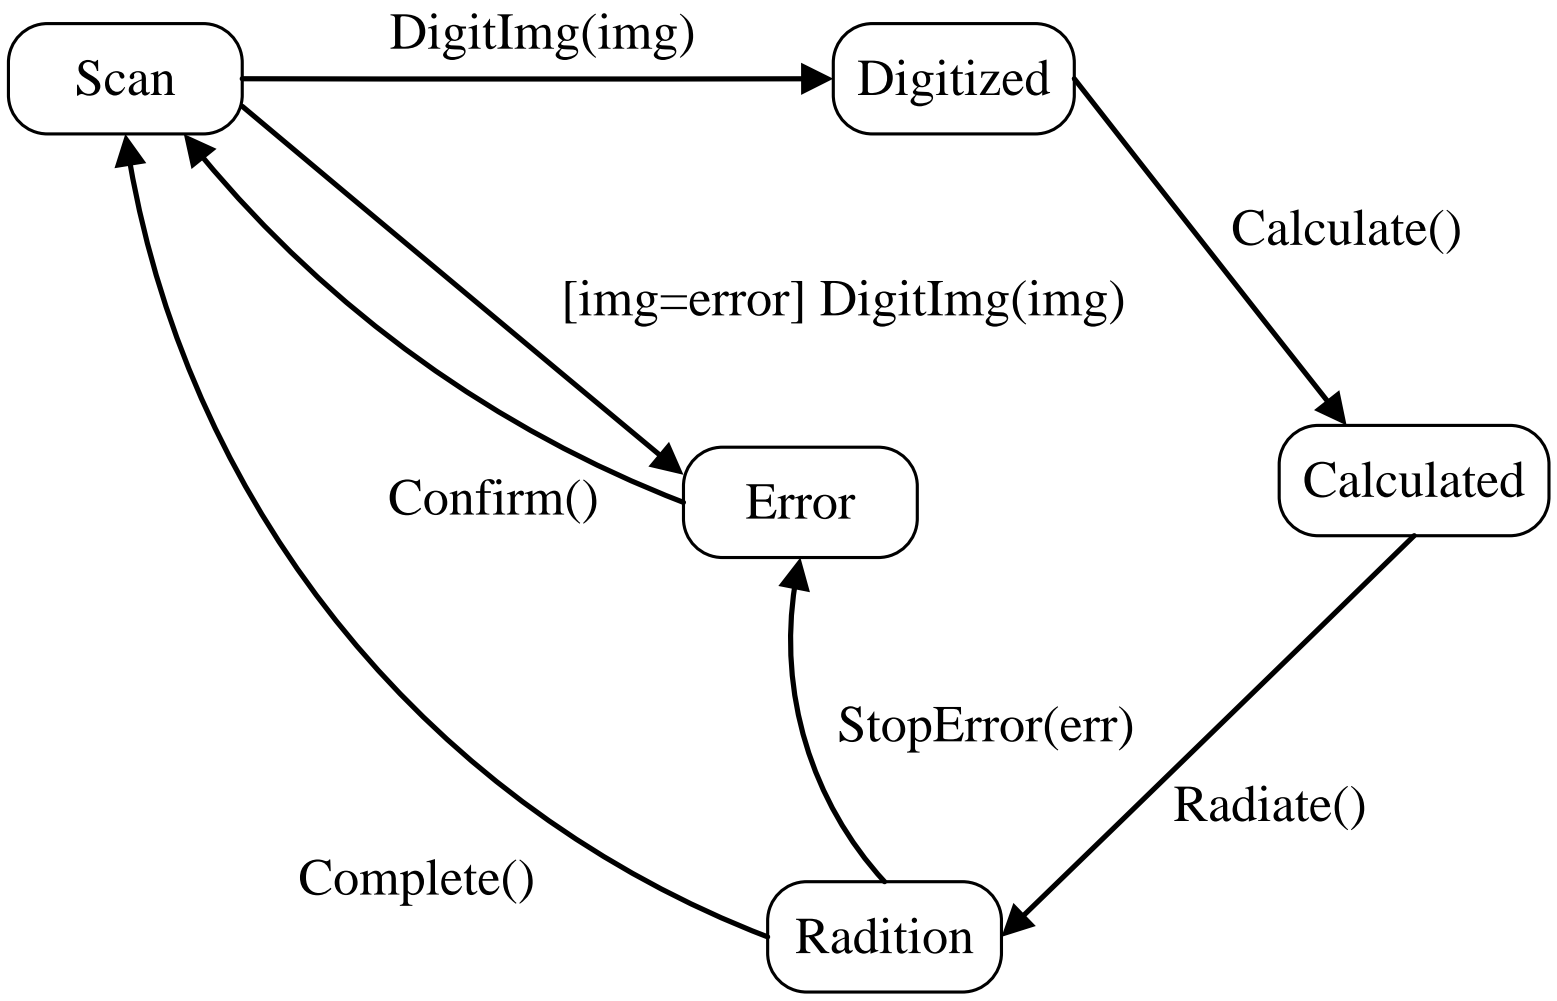 DigitImg(img)
Scan
Digitized
Calculate()
[img=error] DigitImg(img)
Calculated
Confirm()
Error
StopError(err)
Radiate()
Complete()
Radition